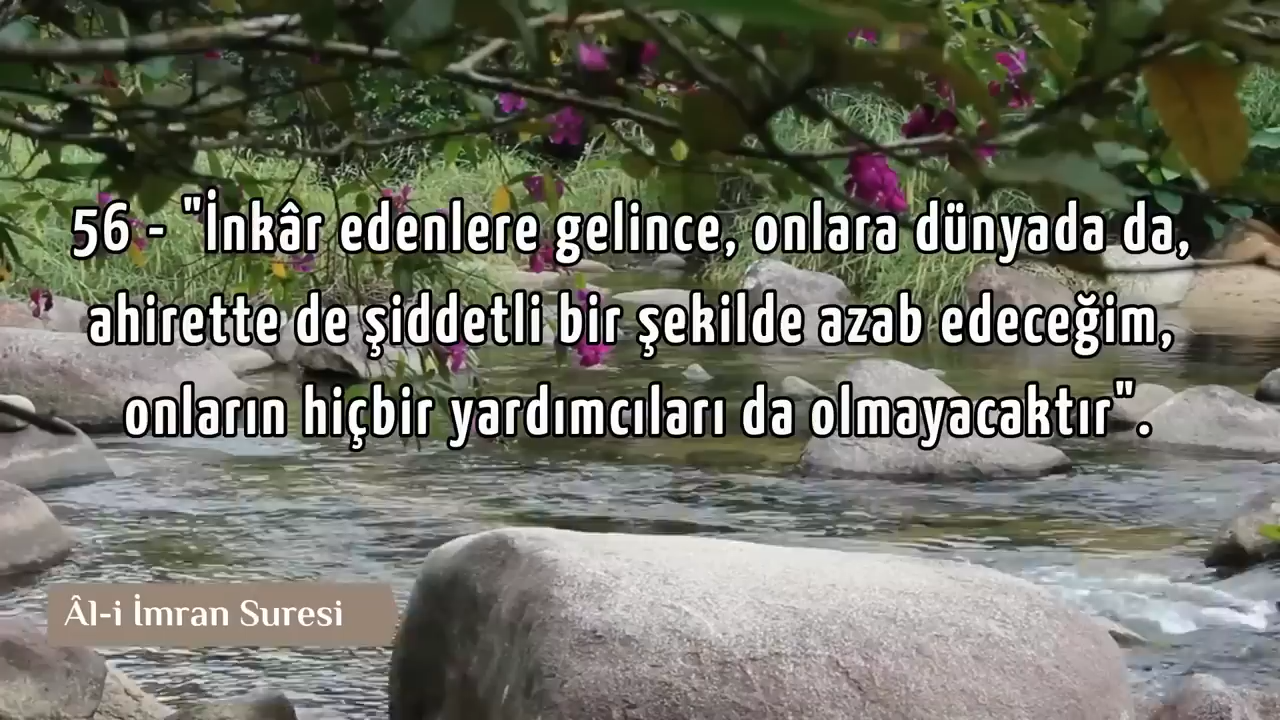 56 - "İnkâr edenlere gelince, onlara dünyada da,
ahirette de şiddetli bir şekilde azab edeceğim,
onların hiçbir yardımcıları da olmayacaktır".
Âl-i İmran Suresi